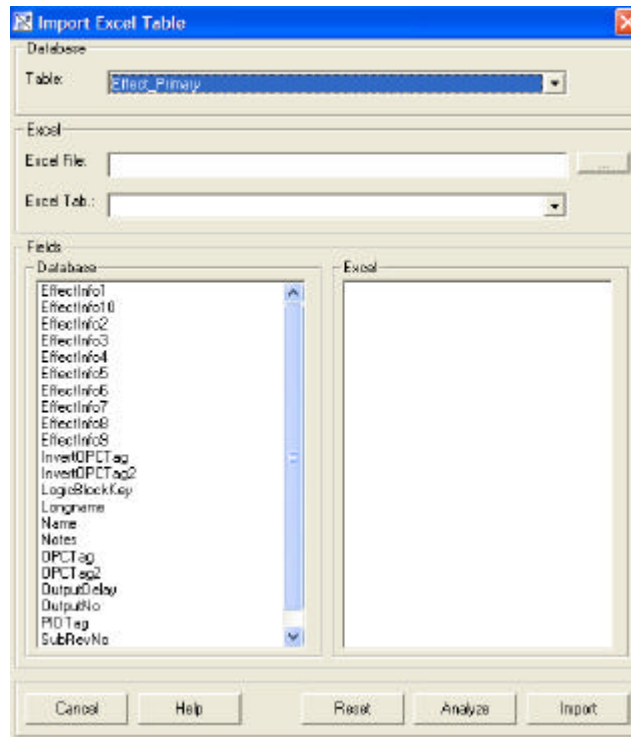 Import Excel Table
Database
Table:
Effect_Primary
Excel
Excel File:
...
Excel Tab.:
Fields
Database
EffectInfo1
EffectInfo10
EffectInfo2
EffectInfo3
EffectInfo4
EffectInfo5
EffectInfo6
EffectInfo7
EffectInfo8
EffectInfo9
InvertOPCTag
InvertOPCTag2
LogicBlockKey
Longname
Name
Notes
OPCTag
OPCTag2
OutputDelay
OutputNo
PIDTag
SubRevNo
Excel
Cancel Help Reset Analyze Import